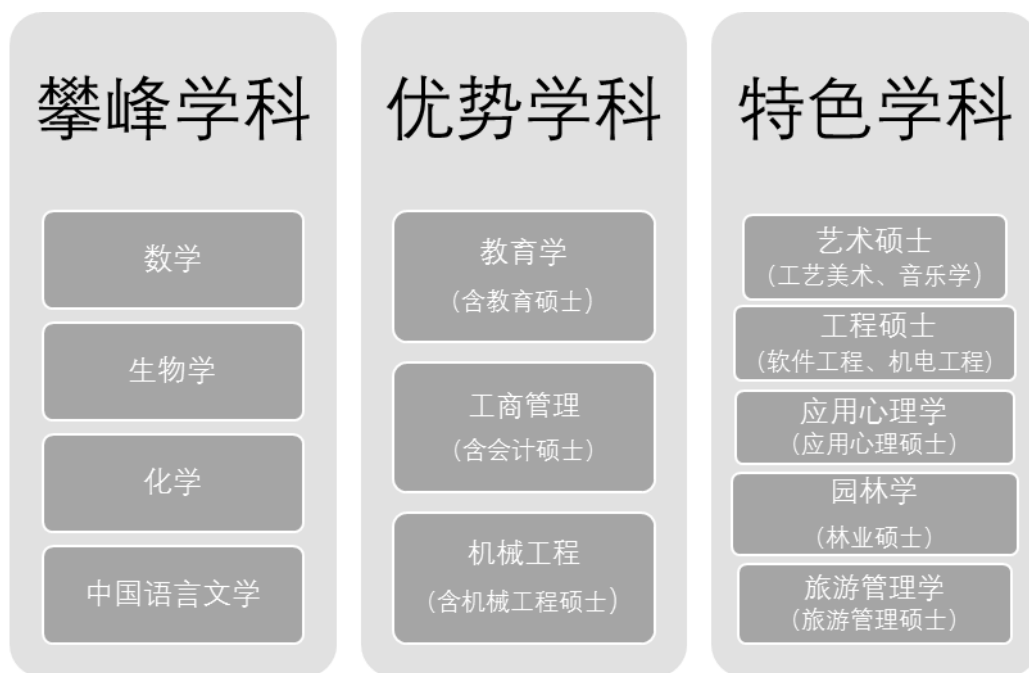 攀峰学科
数学
生物学
化学
中国语言文学
优势学科
教育学
（含教育硕士）
工商管理
（含会计硕士）
机械工程
（含机械工程硕士）
特色学科
艺术硕士
（工艺美术、音乐学）
工程硕士
（软件工程、机电工程）
应用心理学
（应用心理硕士）
园林学
（林业硕士）
旅游管理学
（旅游管理硕士）